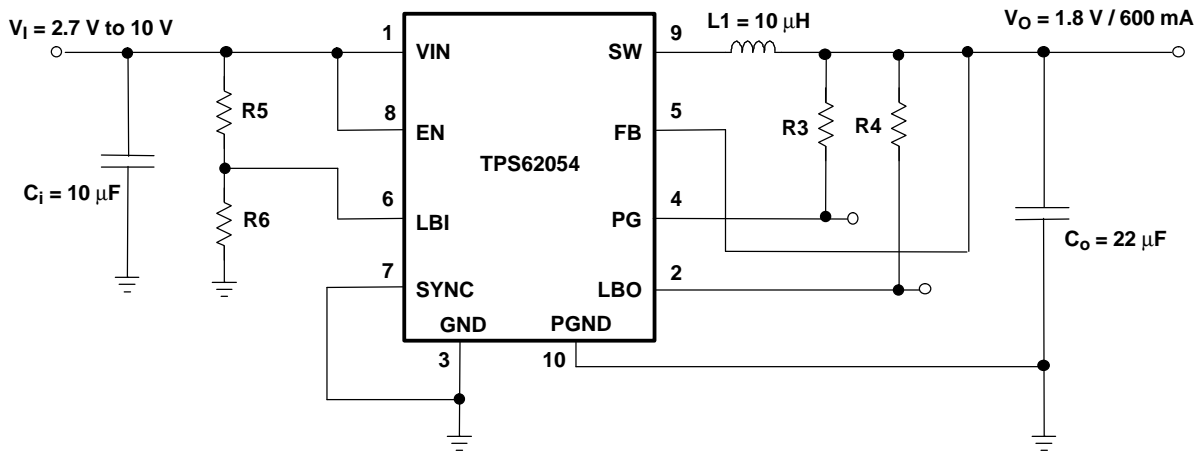 V_I = 2.7 V to 10 V
1
VIN
SW
9
L1 = 10 μH
V_O = 1.8 V / 600 mA
R5
8
EN
FB
5
R3
R4
TPS62054
C_i = 10 μF
R6
6
LBI
PG
4
C_o = 22 μF
7
SYNC
LBO
2
GND
PGND
3
10